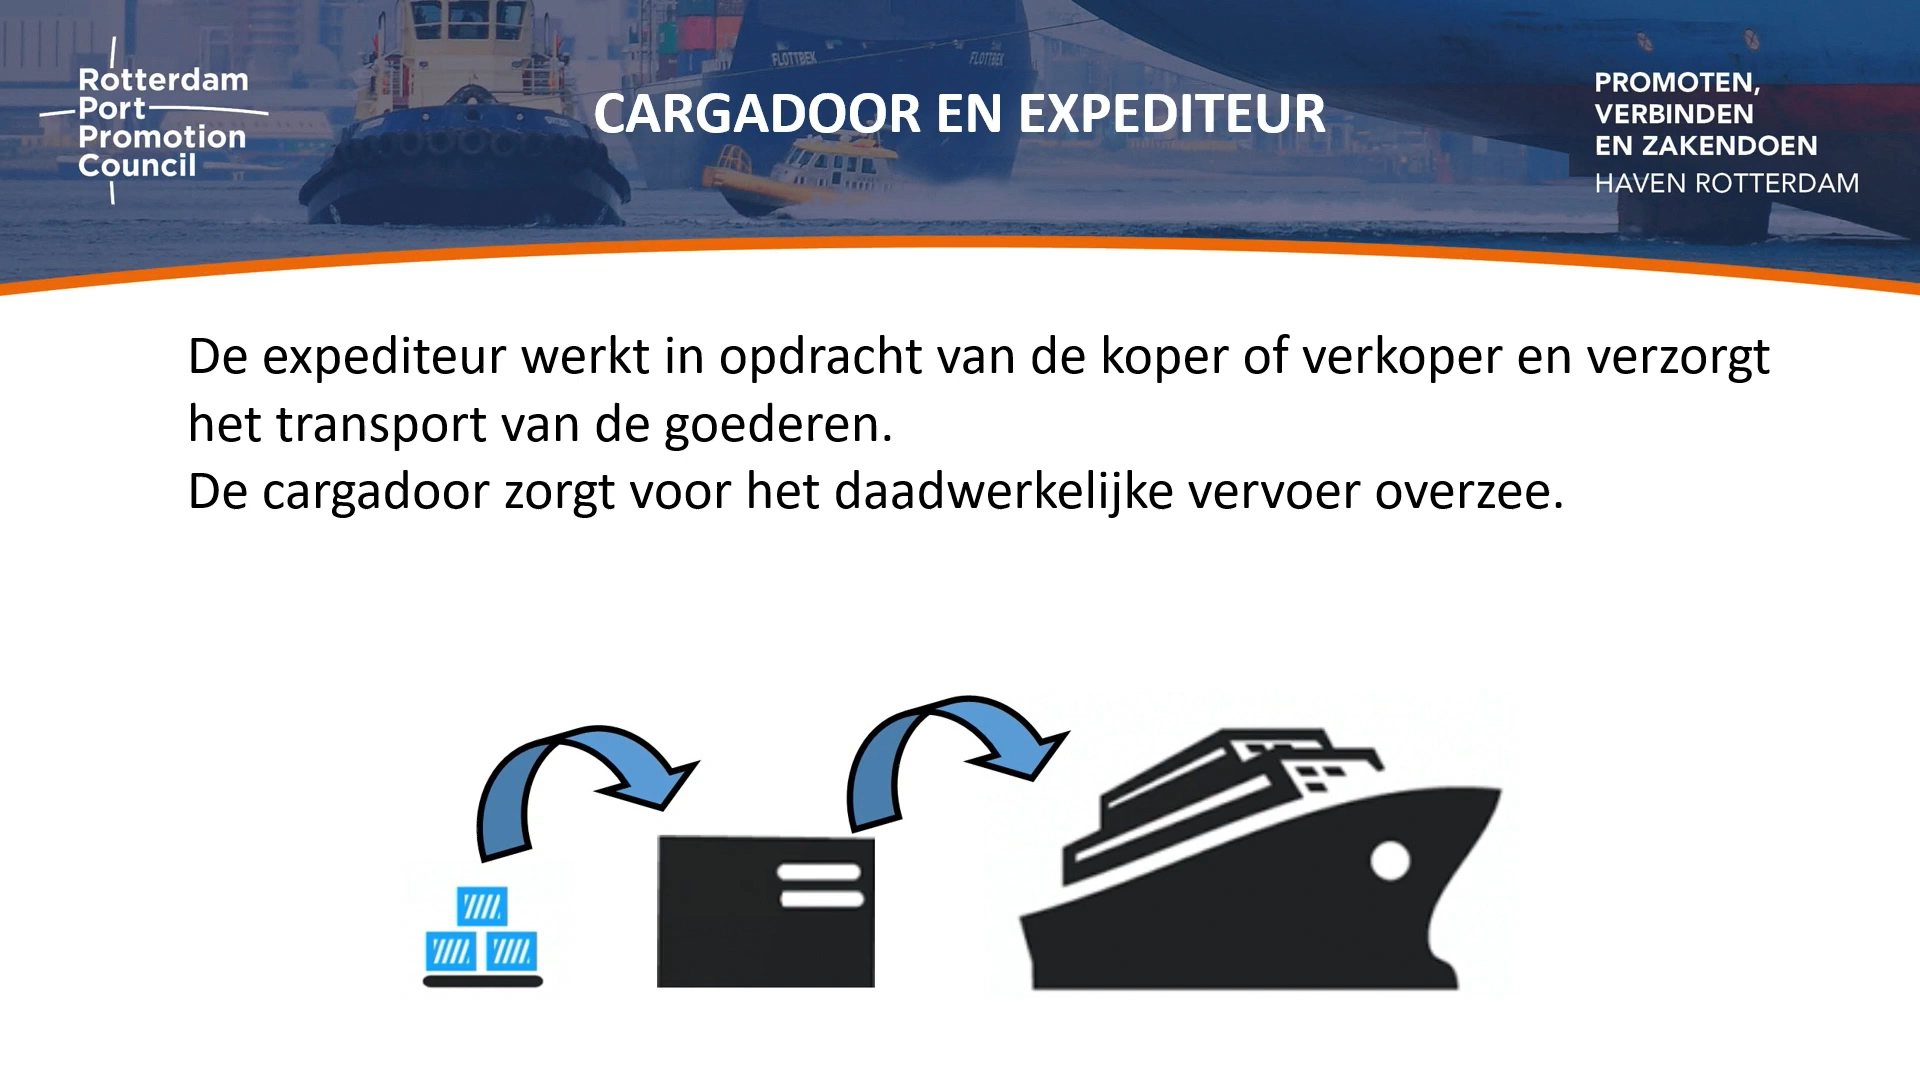 Rotterdam
Port
Promotion
Council
FLOTTBEK
FLOTTBEK
CARGADOOR EN EXPEDITEUR
PROMOTEN,
VERBINDEN
EN ZAKENDOEN
HAVEN ROTTERDAM
De expediteur werkt in opdracht van de koper of verkoper en verzorgt
het transport van de goederen.
De cargadoor zorgt voor het daadwerkelijke vervoer overzee.